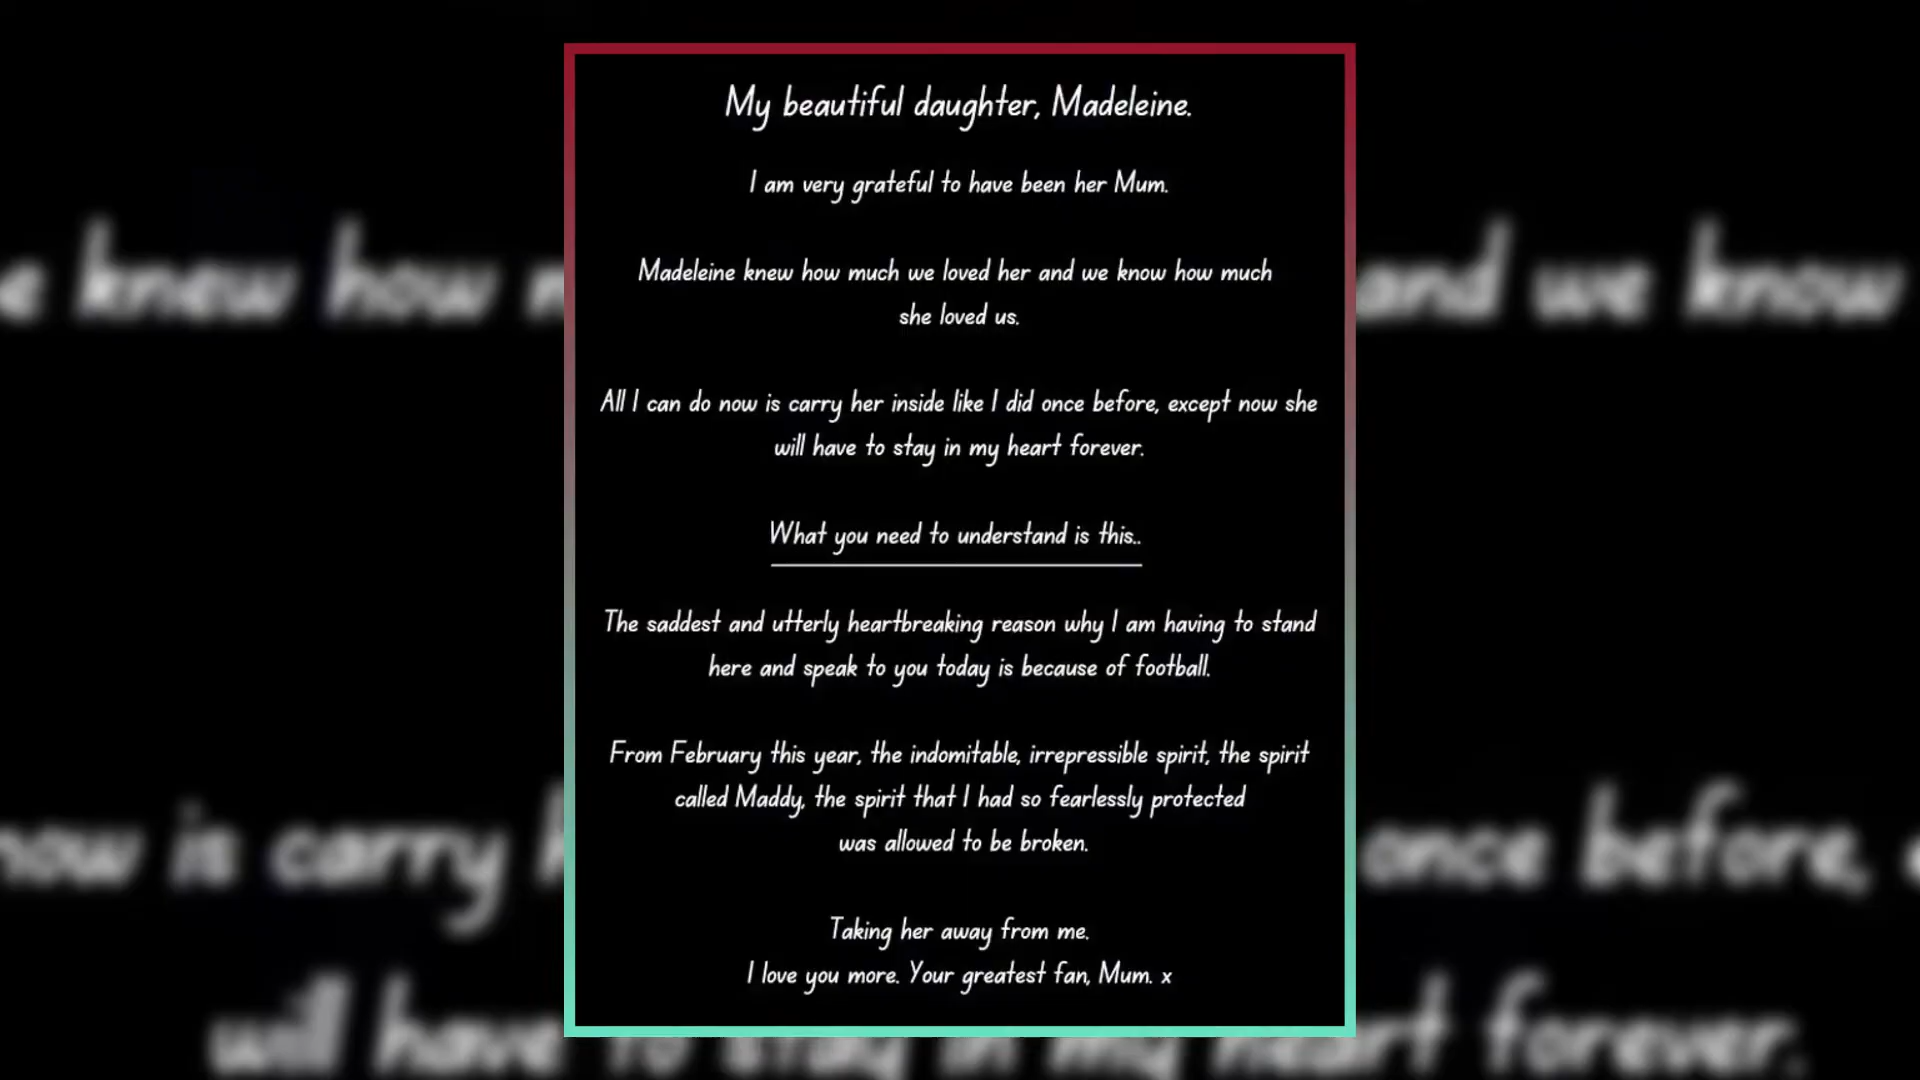 My beautiful daughter, Madeleine.
I am very grateful to have been her Mum.
Madeleine knew how much we loved her and we know how much
she loved us.
All I can do now is carry her inside like I did once before, except now she
will have to stay in my heart forever.
What you need to understand is this..
The saddest and utterly heartbreaking reason why I am having to stand
here and speak to you today is because of football.
From February this year, the indomitable, irrepressible spirit, the spirit
called Maddy, the spirit that I had so fearlessly protected
was allowed to be broken.
Taking her away from me.
I love you more. Your greatest fan, Mum. x